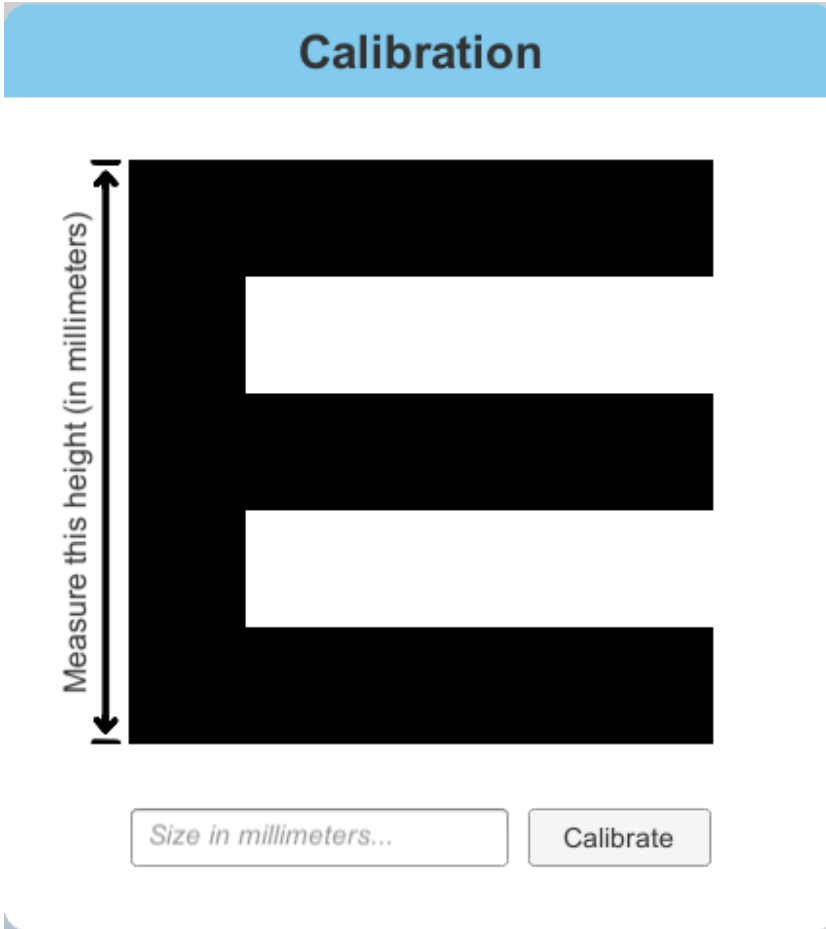 Calibration
Measure this height (in millimeters)
E
Size in millimeters...
Calibrate